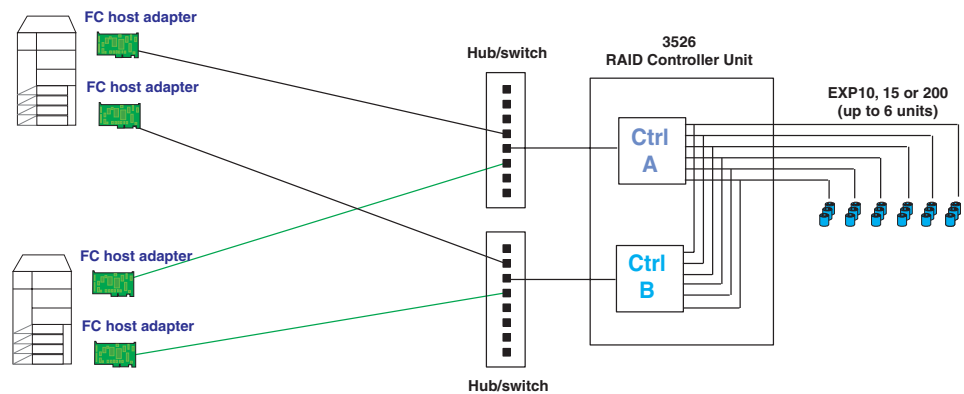 FC host adapter
FC host adapter
Hub/switch
3526
RAID Controller Unit
EXP10, 15 or 200
(up to 6 units)
Ctrl
A
Ctrl
B
FC host adapter
FC host adapter
Hub/switch